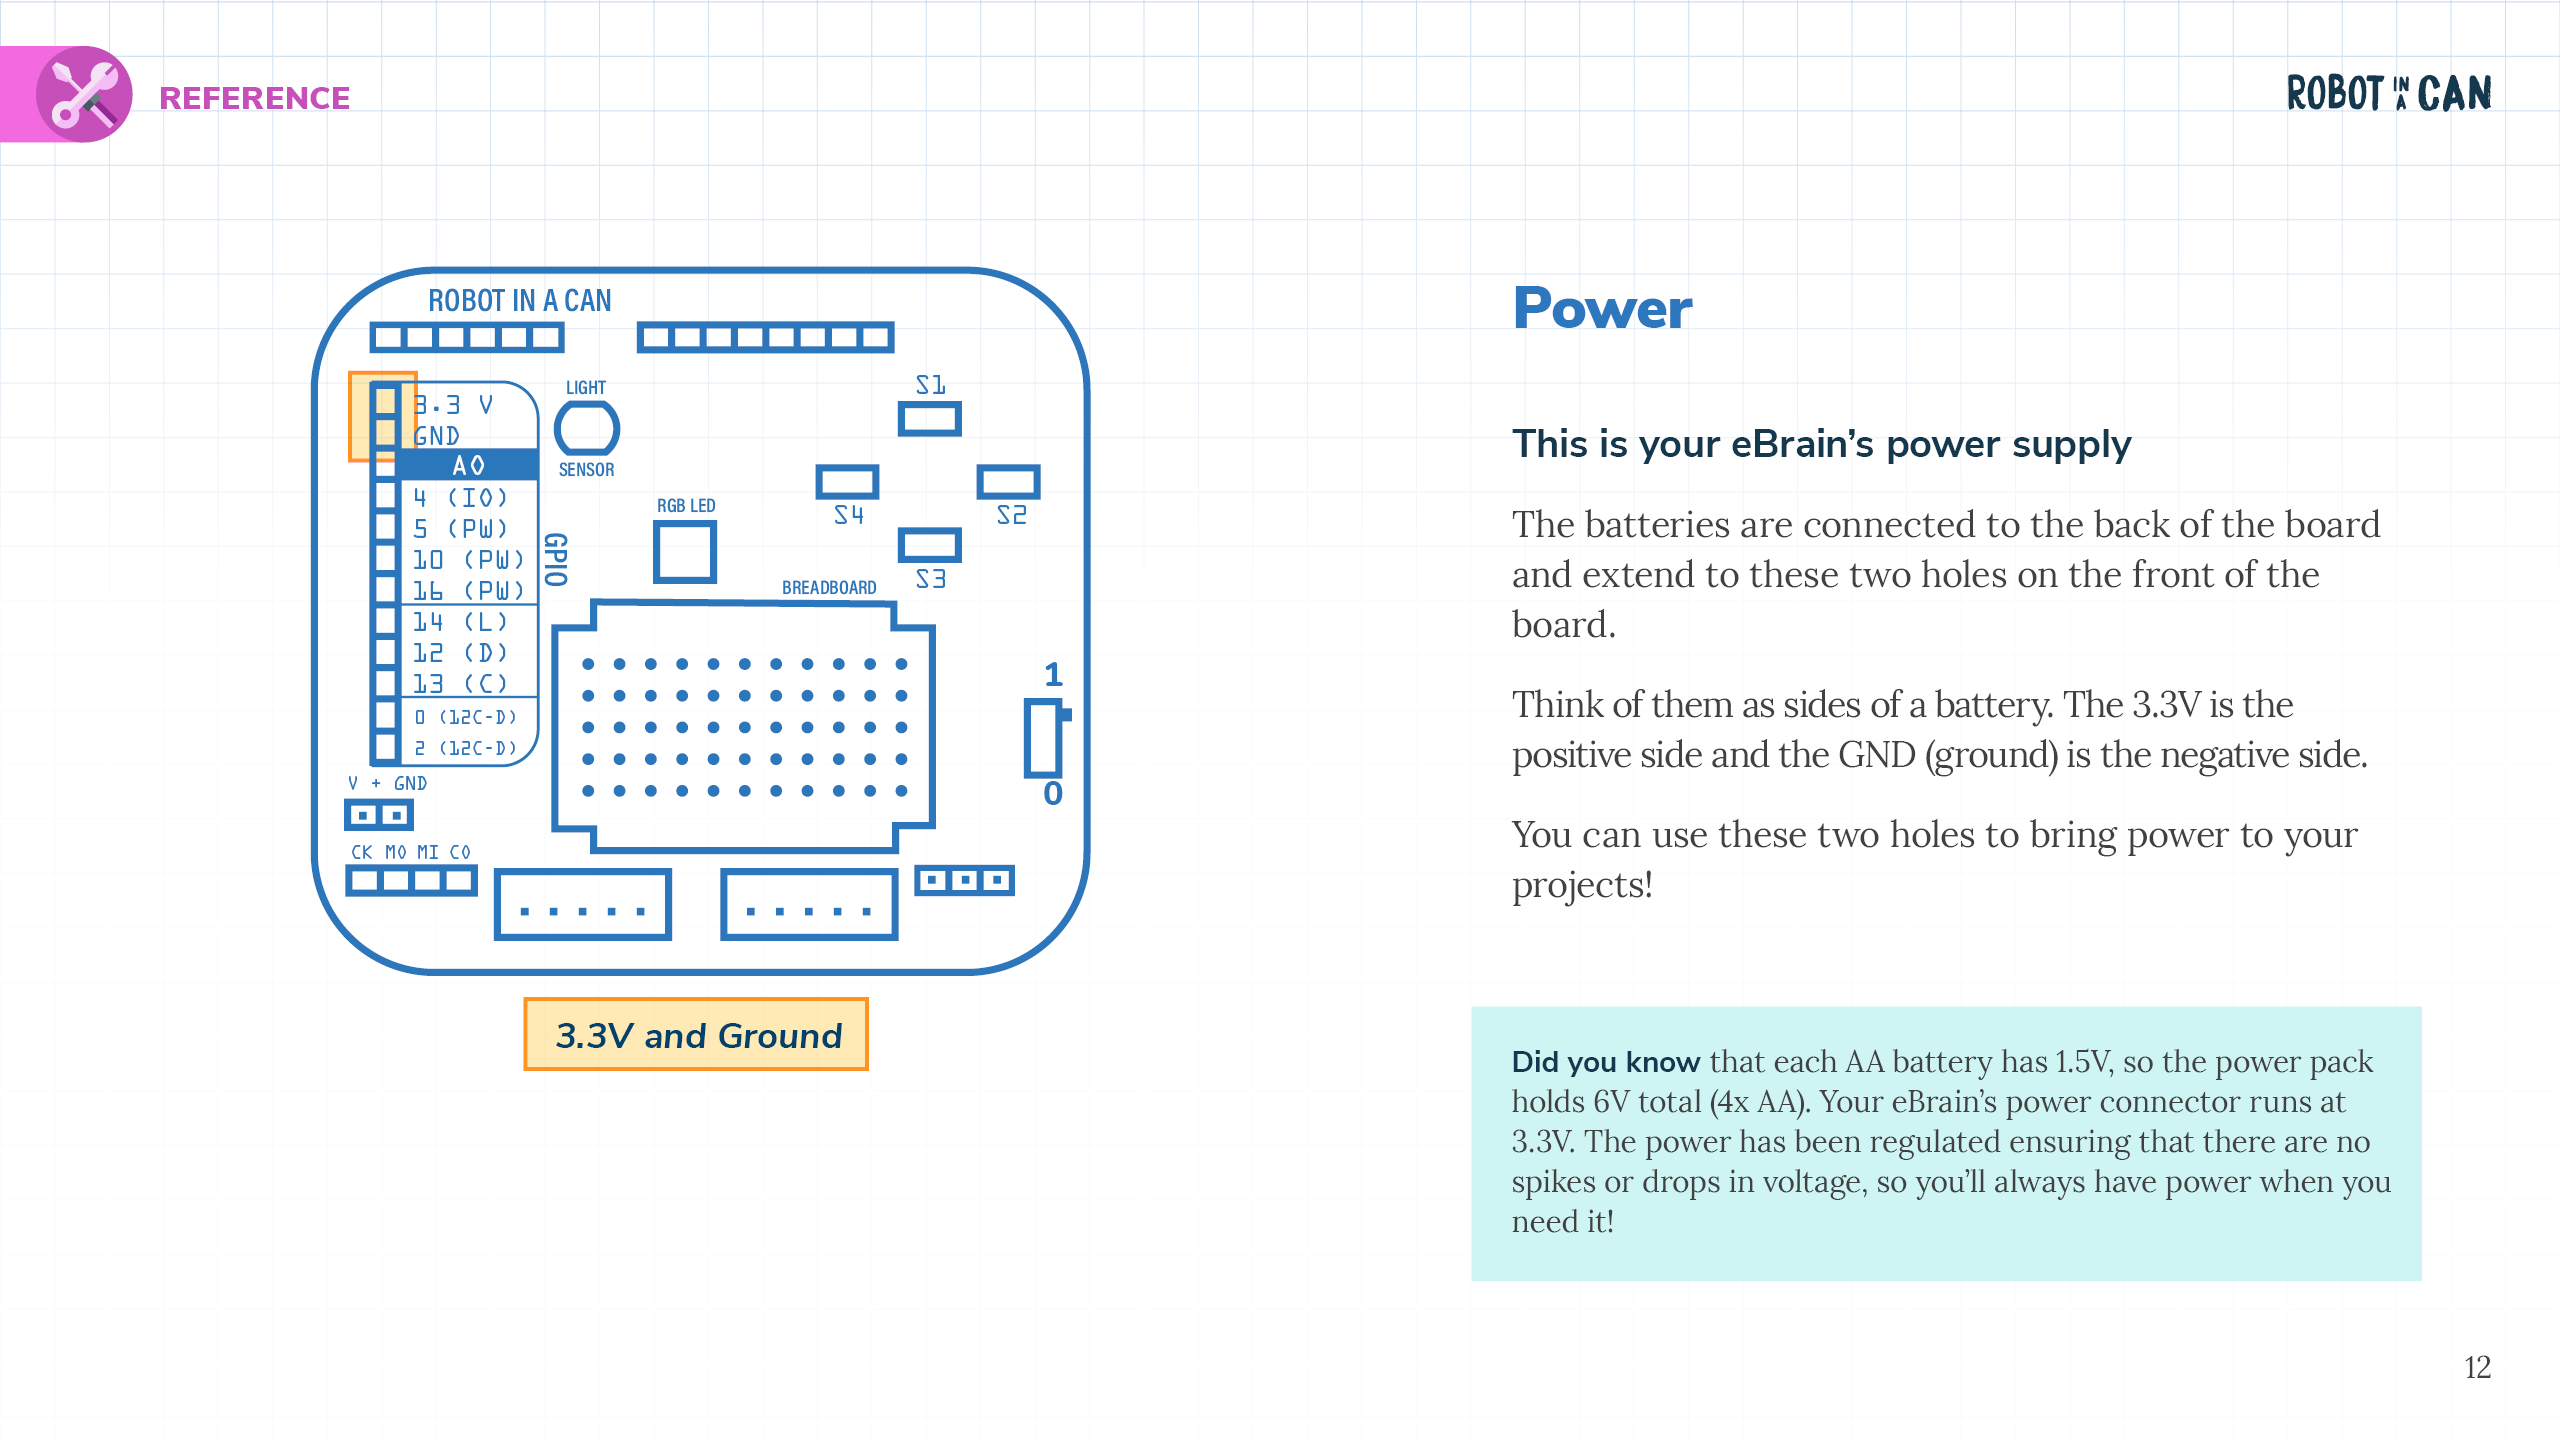 REFERENCE
ROBOT IN A CAN
ROBOT IN A CAN
3.3 V
GND
A0
4 (IO)
5 (PW)
10 (PW)
16 (PW)
14 (L)
12 (D)
13 (C)
0 (12C-D)
2 (12C-D)
GPIO
LIGHT
SENSOR
RGB LED
S1
S4
S2
S3
BREADBOARD
1
0
V + GND
CK MO MI CO
3.3V and Ground
Power
This is your eBrain’s power supply
The batteries are connected to the back of the board
and extend to these two holes on the front of the
board.
Think of them as sides of a battery. The 3.3V is the
positive side and the GND (ground) is the negative side.
You can use these two holes to bring power to your
projects!
Did you know that each AA battery has 1.5V, so the power pack
holds 6V total (4x AA). Your eBrain’s power connector runs at
3.3V. The power has been regulated ensuring that there are no
spikes or drops in voltage, so you’ll always have power when you
need it!
12